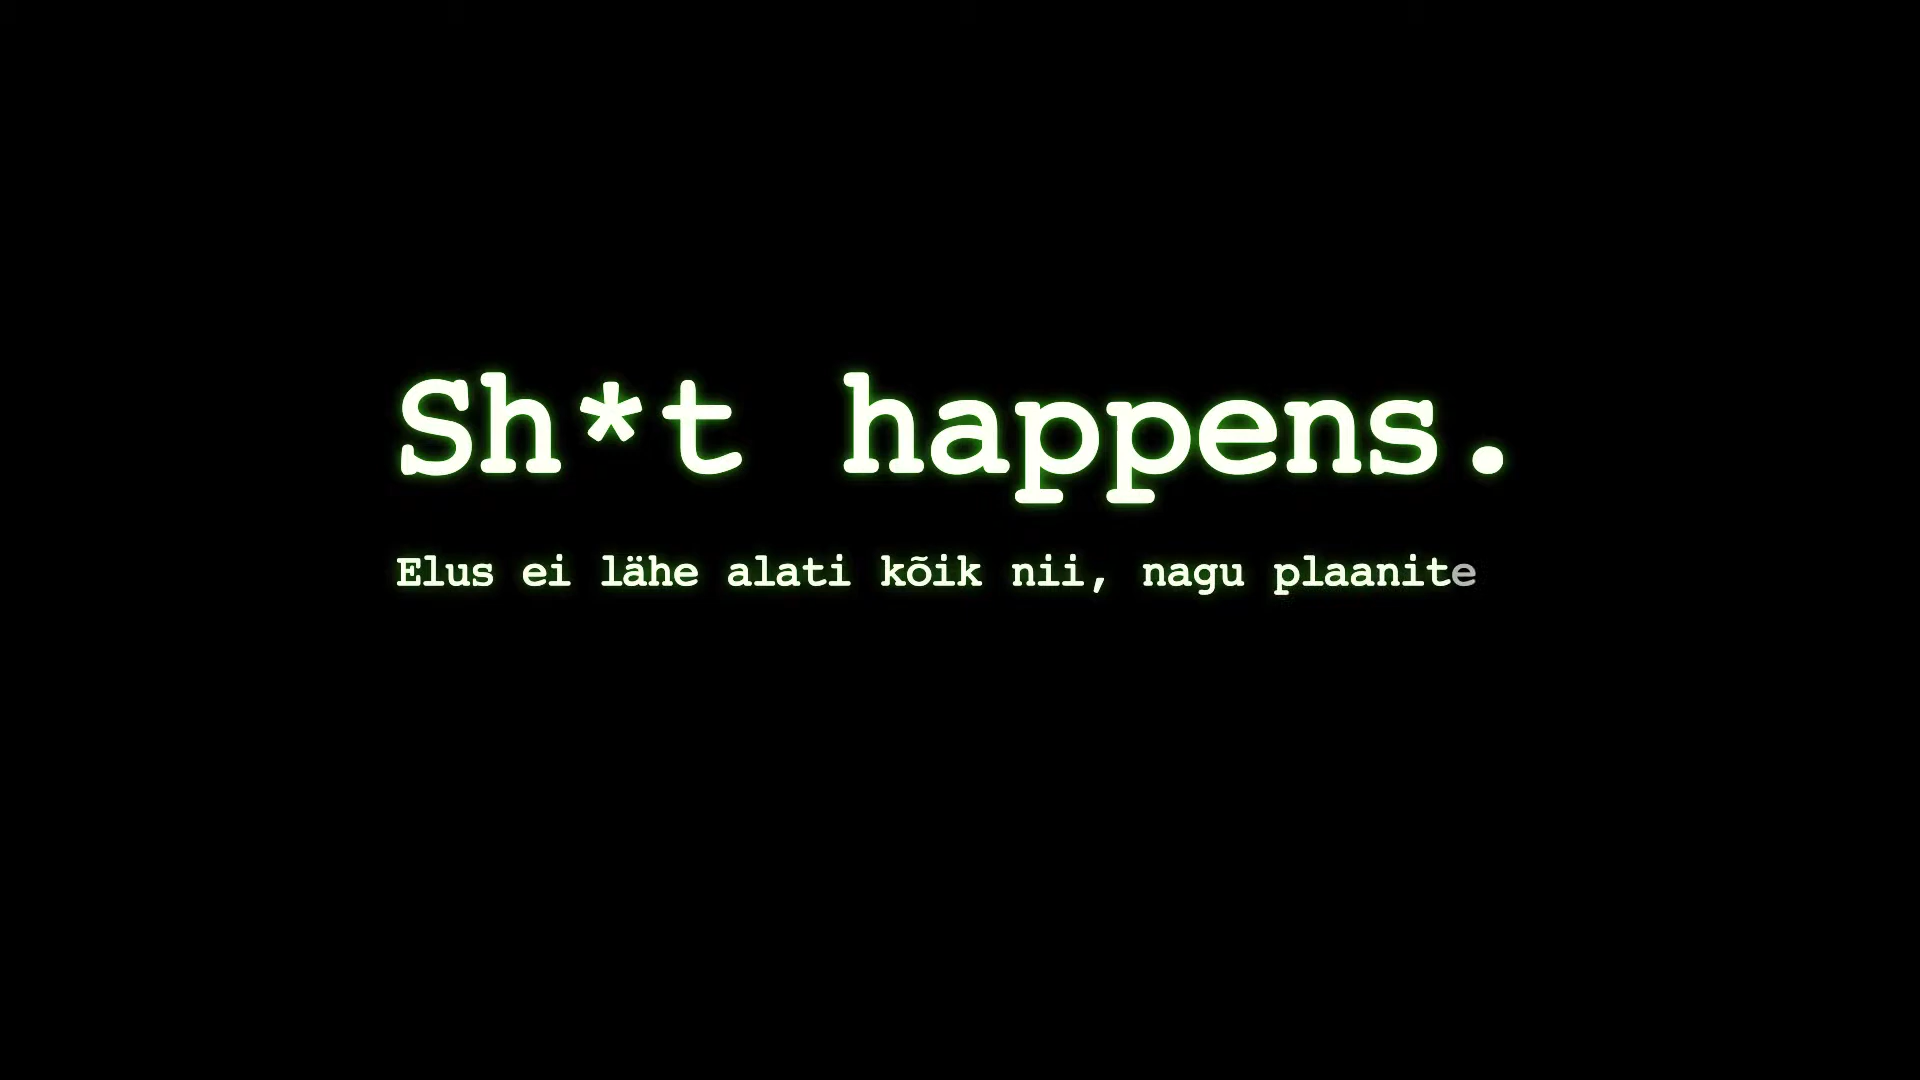 Sh*t happens.
Elus ei lähe alati kõik nii, nagu plaanite